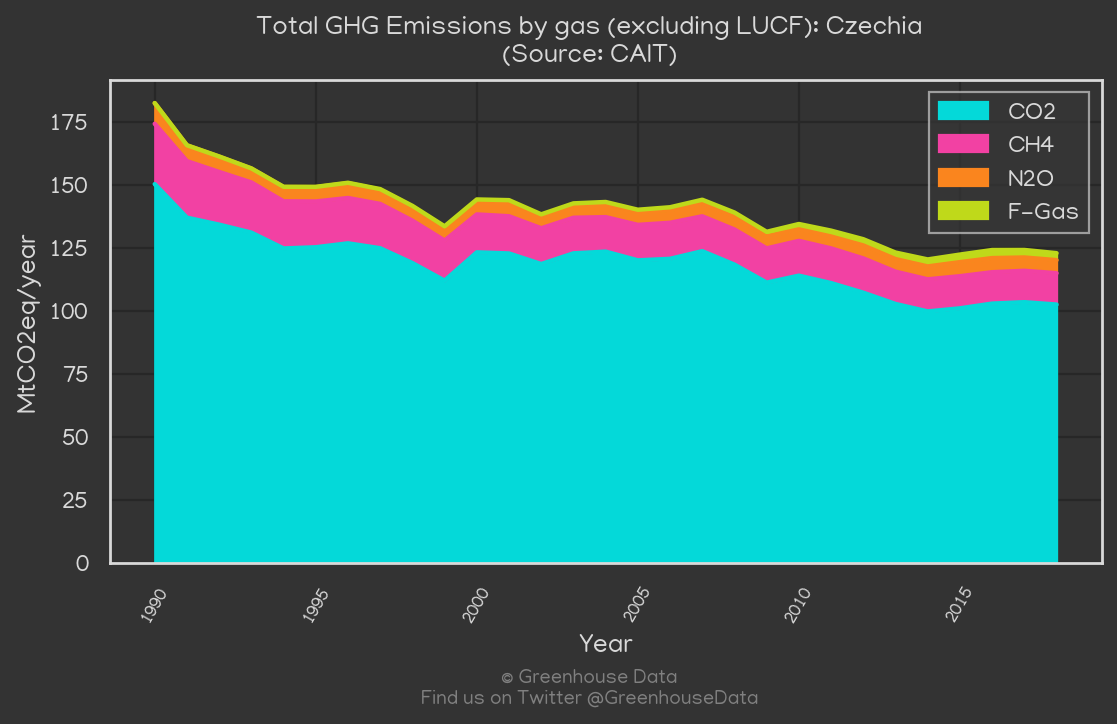 Total GHG Emissions by gas (excluding LUCF): Czechia
(Source: CAIT)
CO2
CH4
N2O
F-Gas
175
150
125
100
75
50
25
0
MtCO2eq/year
1990
1995
2000
2005
2010
2015
Year
© Greenhouse Data
Find us on Twitter @GreenhouseData